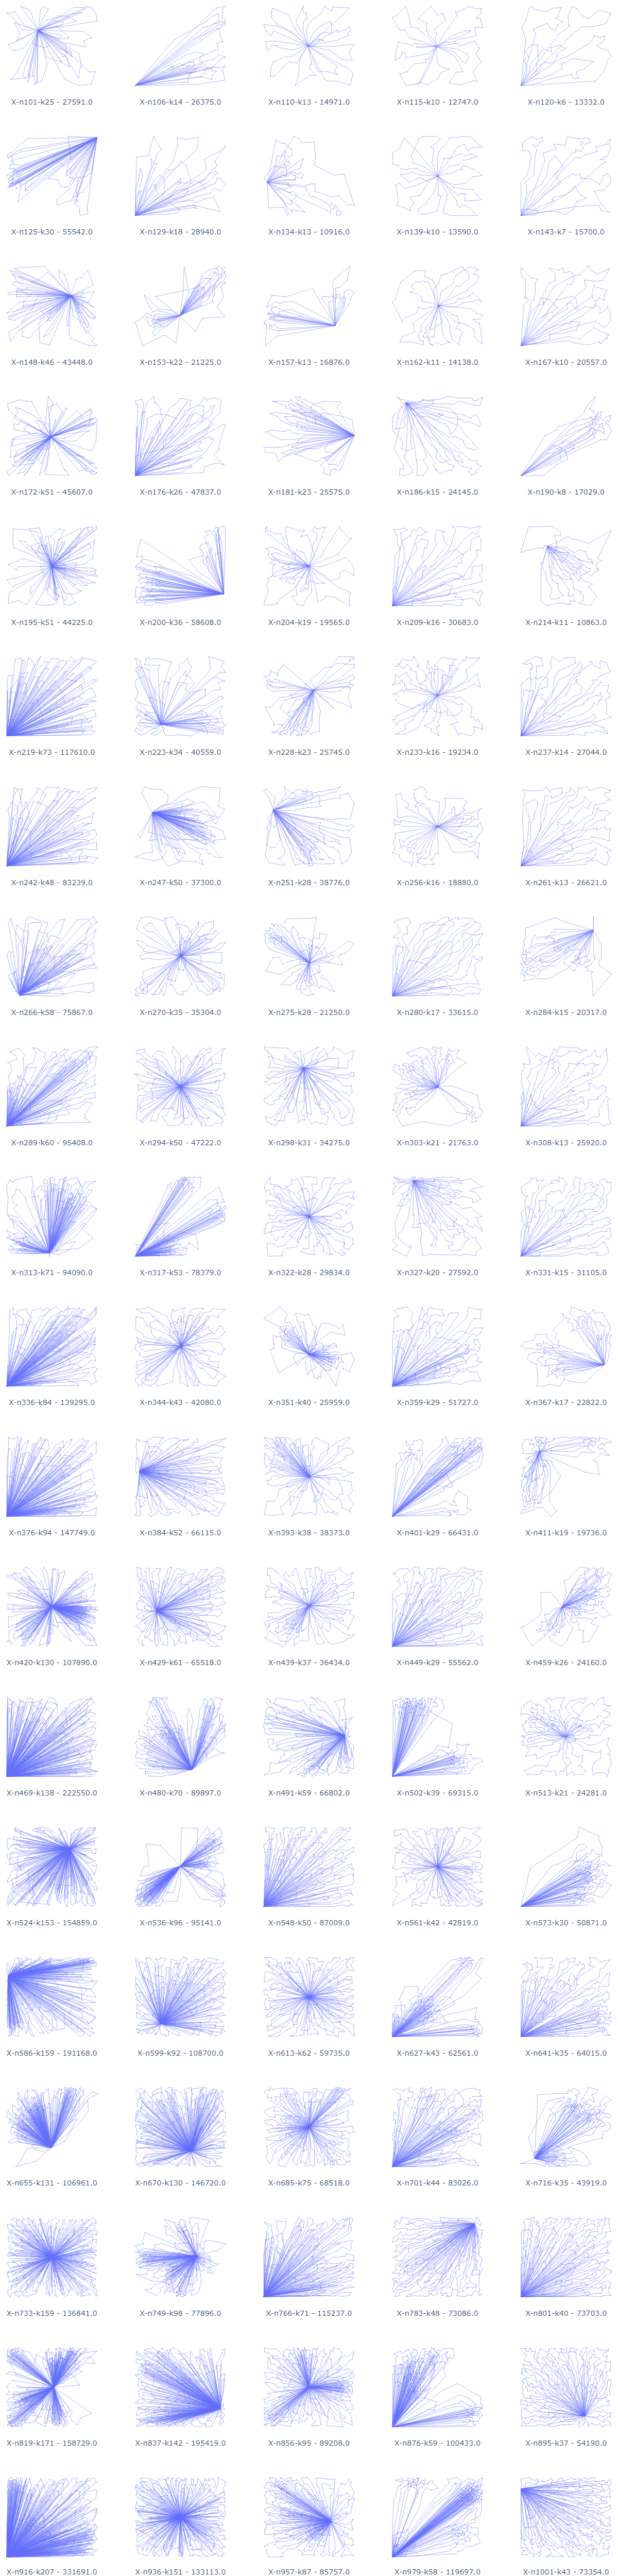 X-n101-k25 - 27591.0
X-n106-k14 - 26375.0
X-n110-k13 - 14971.0
X-n115-k10 - 12747.0
X-n120-k6 - 13332.0
X-n125-k30 - 55542.0
X-n129-k18 - 28940.0
X-n134-k13 - 10916.0
X-n139-k10 - 13590.0
X-n143-k7 - 15700.0
X-n148-k46 - 43448.0
X-n153-k22 - 21225.0
X-n157-k13 - 16876.0
X-n162-k11 - 14138.0
X-n167-k10 - 20557.0
X-n172-k51 - 45607.0
X-n176-k26 - 47837.0
X-n181-k23 - 25575.0
X-n186-k15 - 24145.0
X-n190-k8 - 17029.0
X-n195-k51 - 44225.0
X-n200-k36 - 58608.0
X-n204-k19 - 19565.0
X-n209-k16 - 30683.0
X-n214-k11 - 10863.0
X-n219-k73 - 117610.0
X-n223-k34 - 40559.0
X-n228-k23 - 25745.0
X-n233-k16 - 19234.0
X-n237-k14 - 27044.0
X-n242-k48 - 83239.0
X-n247-k50 - 37300.0
X-n251-k28 - 38776.0
X-n256-k16 - 18880.0
X-n261-k13 - 26621.0
X-n266-k58 - 75867.0
X-n270-k35 - 35304.0
X-n275-k28 - 21250.0
X-n280-k17 - 33615.0
X-n284-k15 - 20317.0
X-n289-k60 - 95408.0
X-n294-k50 - 47222.0
X-n298-k31 - 34275.0
X-n303-k21 - 21763.0
X-n308-k13 - 25920.0
X-n313-k71 - 94090.0
X-n317-k53 - 78379.0
X-n322-k28 - 29834.0
X-n327-k20 - 27592.0
X-n331-k15 - 31105.0
X-n336-k84 - 139295.0
X-n344-k43 - 42080.0
X-n351-k40 - 25959.0
X-n359-k29 - 51727.0
X-n367-k17 - 22822.0
X-n376-k94 - 147749.0
X-n384-k52 - 66115.0
X-n393-k38 - 38373.0
X-n401-k29 - 66431.0
X-n411-k19 - 19736.0
X-n420-k130 - 107890.0
X-n429-k61 - 65518.0
X-n439-k37 - 36434.0
X-n449-k29 - 55562.0
X-n459-k26 - 24160.0
X-n469-k138 - 222550.0
X-n480-k70 - 89897.0
X-n491-k59 - 66802.0
X-n502-k39 - 69315.0
X-n513-k21 - 24281.0
X-n524-k153 - 154859.0
X-n536-k96 - 95141.0
X-n548-k50 - 87009.0
X-n561-k42 - 42819.0
X-n573-k30 - 50871.0
X-n586-k159 - 191168.0
X-n599-k92 - 108700.0
X-n613-k62 - 59735.0
X-n627-k43 - 62561.0
X-n641-k35 - 64015.0
X-n655-k131 - 106961.0
X-n670-k130 - 146720.0
X-n685-k75 - 68518.0
X-n701-k44 - 83026.0
X-n716-k35 - 43919.0
X-n733-k159 - 136841.0
X-n749-k98 - 77896.0
X-n766-k71 - 115237.0
X-n783-k48 - 73086.0
X-n801-k40 - 73703.0
X-n819-k171 - 158729.0
X-n837-k142 - 195419.0
X-n856-k95 - 89208.0
X-n876-k59 - 100433.0
X-n895-k37 - 54190.0
X-n916-k207 - 331691.0
X-n936-k151 - 133113.0
X-n957-k87 - 85757.0
X-n979-k58 - 119697.0
X-n1001-k43 - 73354.0